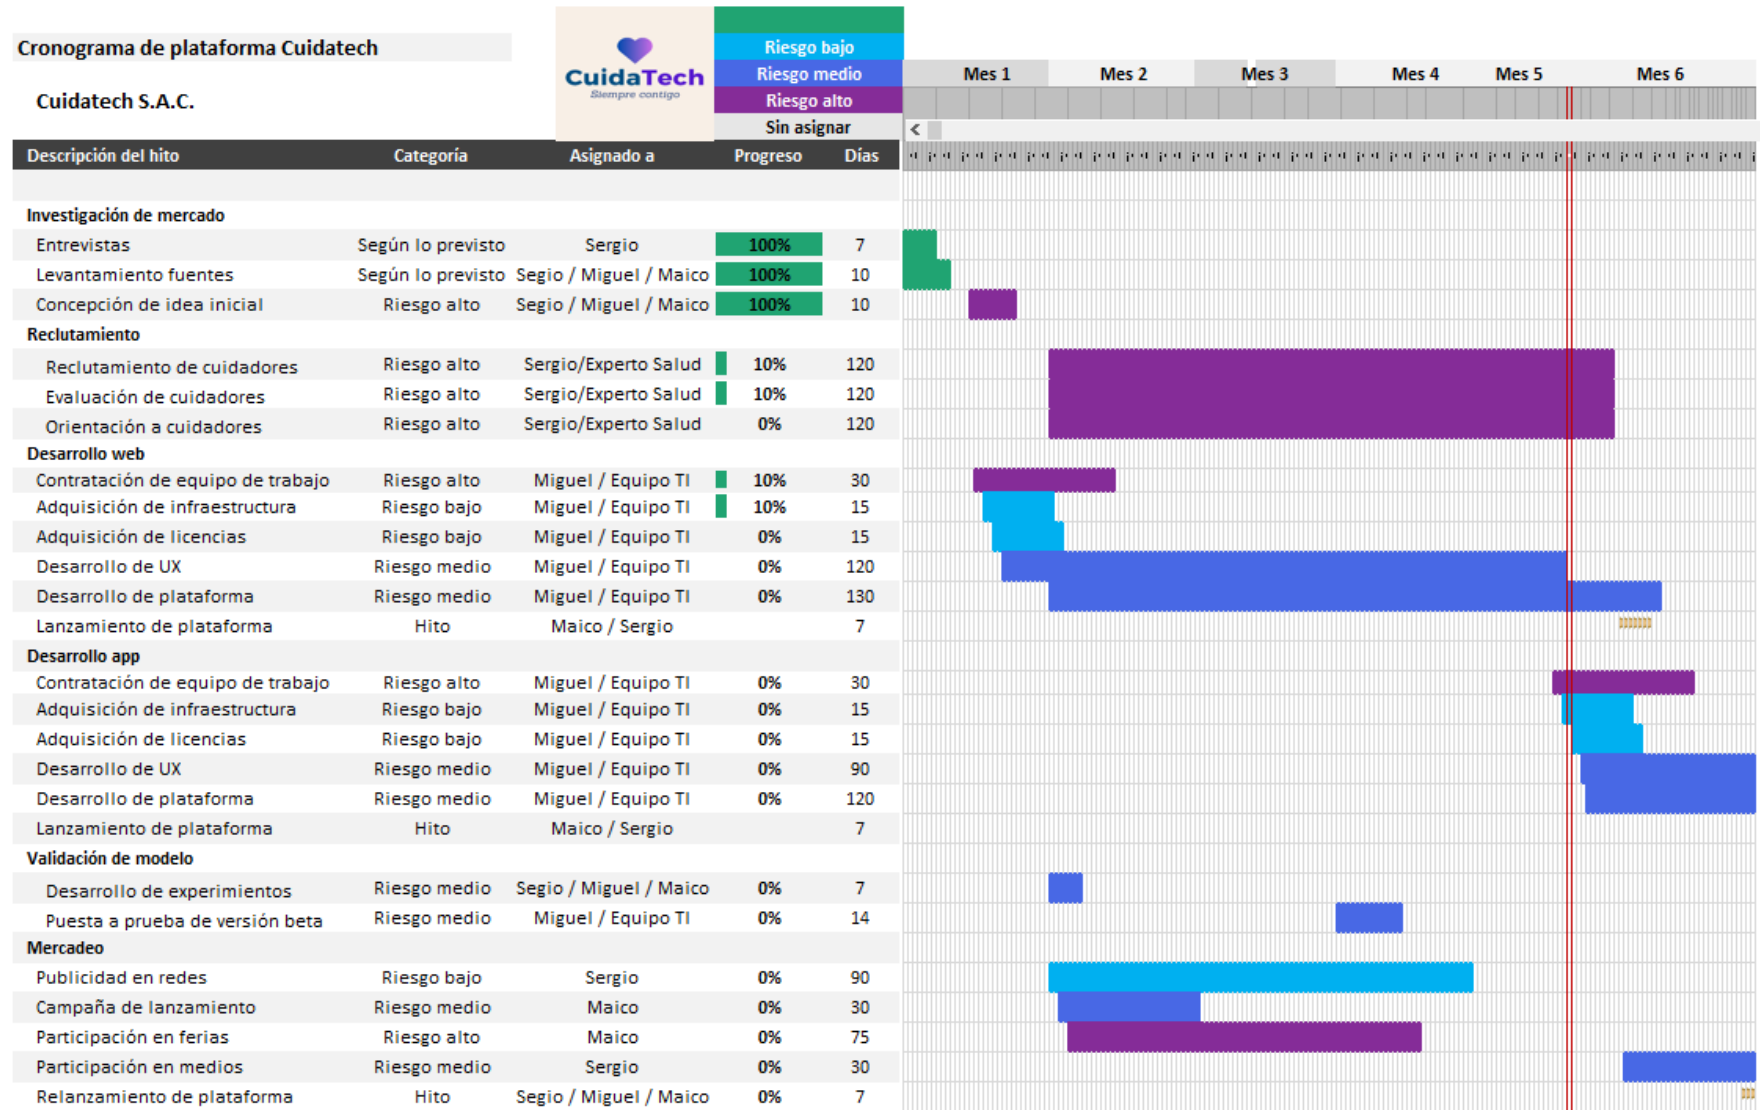 Cronograma de plataforma Cuidatech
Cuidatech S.A.C.
CuidaTech
Siempre contigo
Riesgo bajo
Riesgo medio
Riesgo alto
Sin asignar
Mes 1 Mes 2 Mes 3 Mes 4 Mes 5 Mes 6
Descripción del hito Categoría Asignado a Progreso Días
Investigación de mercado
Entrevistas Según lo previsto Sergio 100% 7
Levantamiento fuentes Según lo previsto Segio / Miguel / Maico 100% 10
Concepción de idea inicial Riesgo alto Segio / Miguel / Maico 100% 10
Reclutamiento
Reclutamiento de cuidadores Riesgo alto Sergio/Experto Salud 10% 120
Evaluación de cuidadores Riesgo alto Sergio/Experto Salud 10% 120
Orientación a cuidadores Riesgo alto Sergio/Experto Salud 0% 120
Desarrollo web
Contratación de equipo de trabajo Riesgo alto Miguel / Equipo TI 10% 30
Adquisición de infraestructura Riesgo bajo Miguel / Equipo TI 10% 15
Adquisición de licencias Riesgo bajo Miguel / Equipo TI 0% 15
Desarrollo de UX Riesgo medio Miguel / Equipo TI 0% 120
Desarrollo de plataforma Riesgo medio Miguel / Equipo TI 0% 130
Lanzamiento de plataforma Hito Maico / Sergio 7
Desarrollo app
Contratación de equipo de trabajo Riesgo alto Miguel / Equipo TI 0% 30
Adquisición de infraestructura Riesgo bajo Miguel / Equipo TI 0% 15
Adquisición de licencias Riesgo bajo Miguel / Equipo TI 0% 15
Desarrollo de UX Riesgo medio Miguel / Equipo TI 0% 90
Desarrollo de plataforma Riesgo medio Miguel / Equipo TI 0% 120
Lanzamiento de plataforma Hito Maico / Sergio 7
Validación de modelo
Desarrollo de experimientos Riesgo medio Segio / Miguel / Maico 0% 7
Puesta a prueba de versión beta Riesgo medio Miguel / Equipo TI 0% 14
Mercadeo
Publicidad en redes Riesgo bajo Sergio 0% 90
Campaña de lanzamiento Riesgo medio Maico 0% 30
Participación en ferias Riesgo alto Maico 0% 75
Participación en medios Riesgo medio Sergio 0% 30
Relanzamiento de plataforma Hito Segio / Miguel / Maico 0% 7